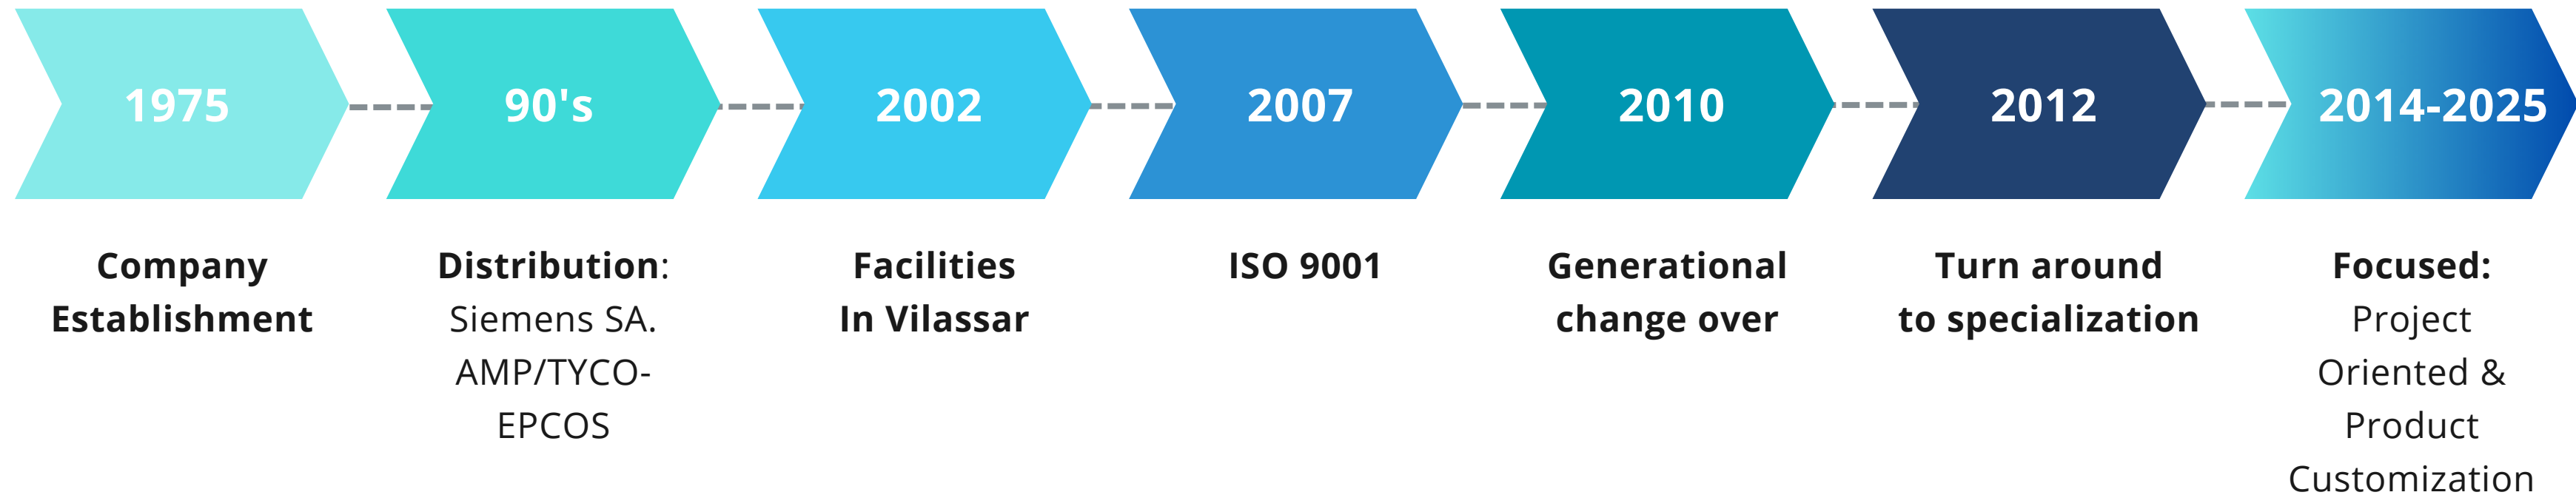 1975
Company
Establishment
90's
Distribution:
Siemens SA.
AMP/TYCO-
EPCOS
2002
Facilities
In Vilassar
2007
ISO 9001
2010
Generational
change over
2012
Turn around
to specialization
2014-2025
Focused:
Project
Oriented &
Product
Customization